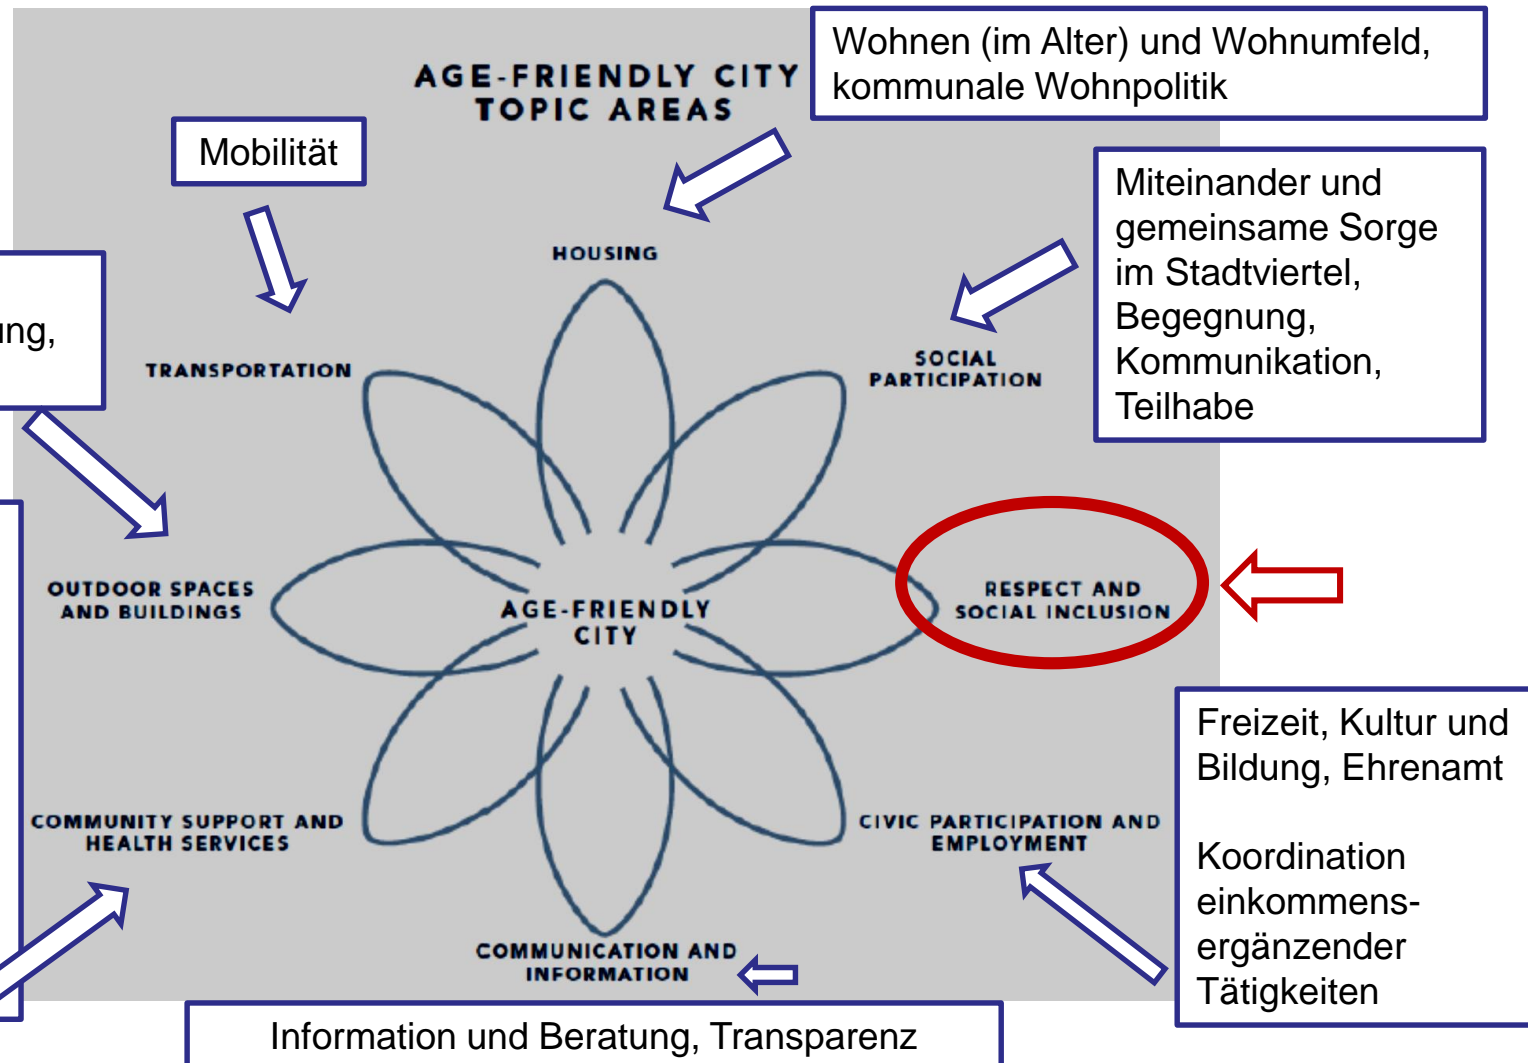 AGE-FRIENDLY CITY
TOPIC AREAS
Wohnen (im Alter) und Wohnumfeld,
kommunale Wohnpolitik
Mobilität
Miteinander und
gemeinsame Sorge
im Stadtviertel,
Begegnung,
Kommunikation,
Teilhabe
HOUSING
TRANSPORTATION
SOCIAL
PARTICIPATION
OUTDOOR SPACES
AND BUILDINGS
AGE-FRIENDLY
CITY
RESPECT AND
SOCIAL INCLUSION
COMMUNITY SUPPORT AND
HEALTH SERVICES
CIVIC PARTICIPATION AND
EMPLOYMENT
COMMUNICATION AND
INFORMATION
Freizeit, Kultur und
Bildung, Ehrenamt
Koordination
einkommens-
ergänzender
Tätigkeiten
Information und Beratung, Transparenz